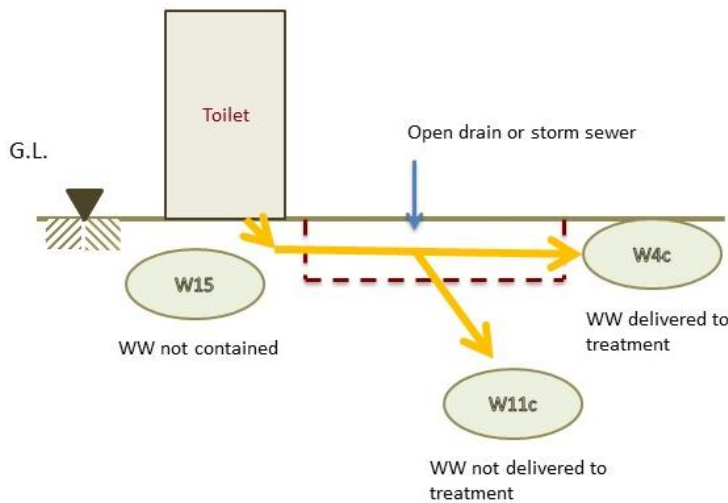 Toilet
Open drain or storm sewer
G.L.
W15
W4c
WW not contained
WW delivered to
treatment
W11c
WW not delivered to
treatment